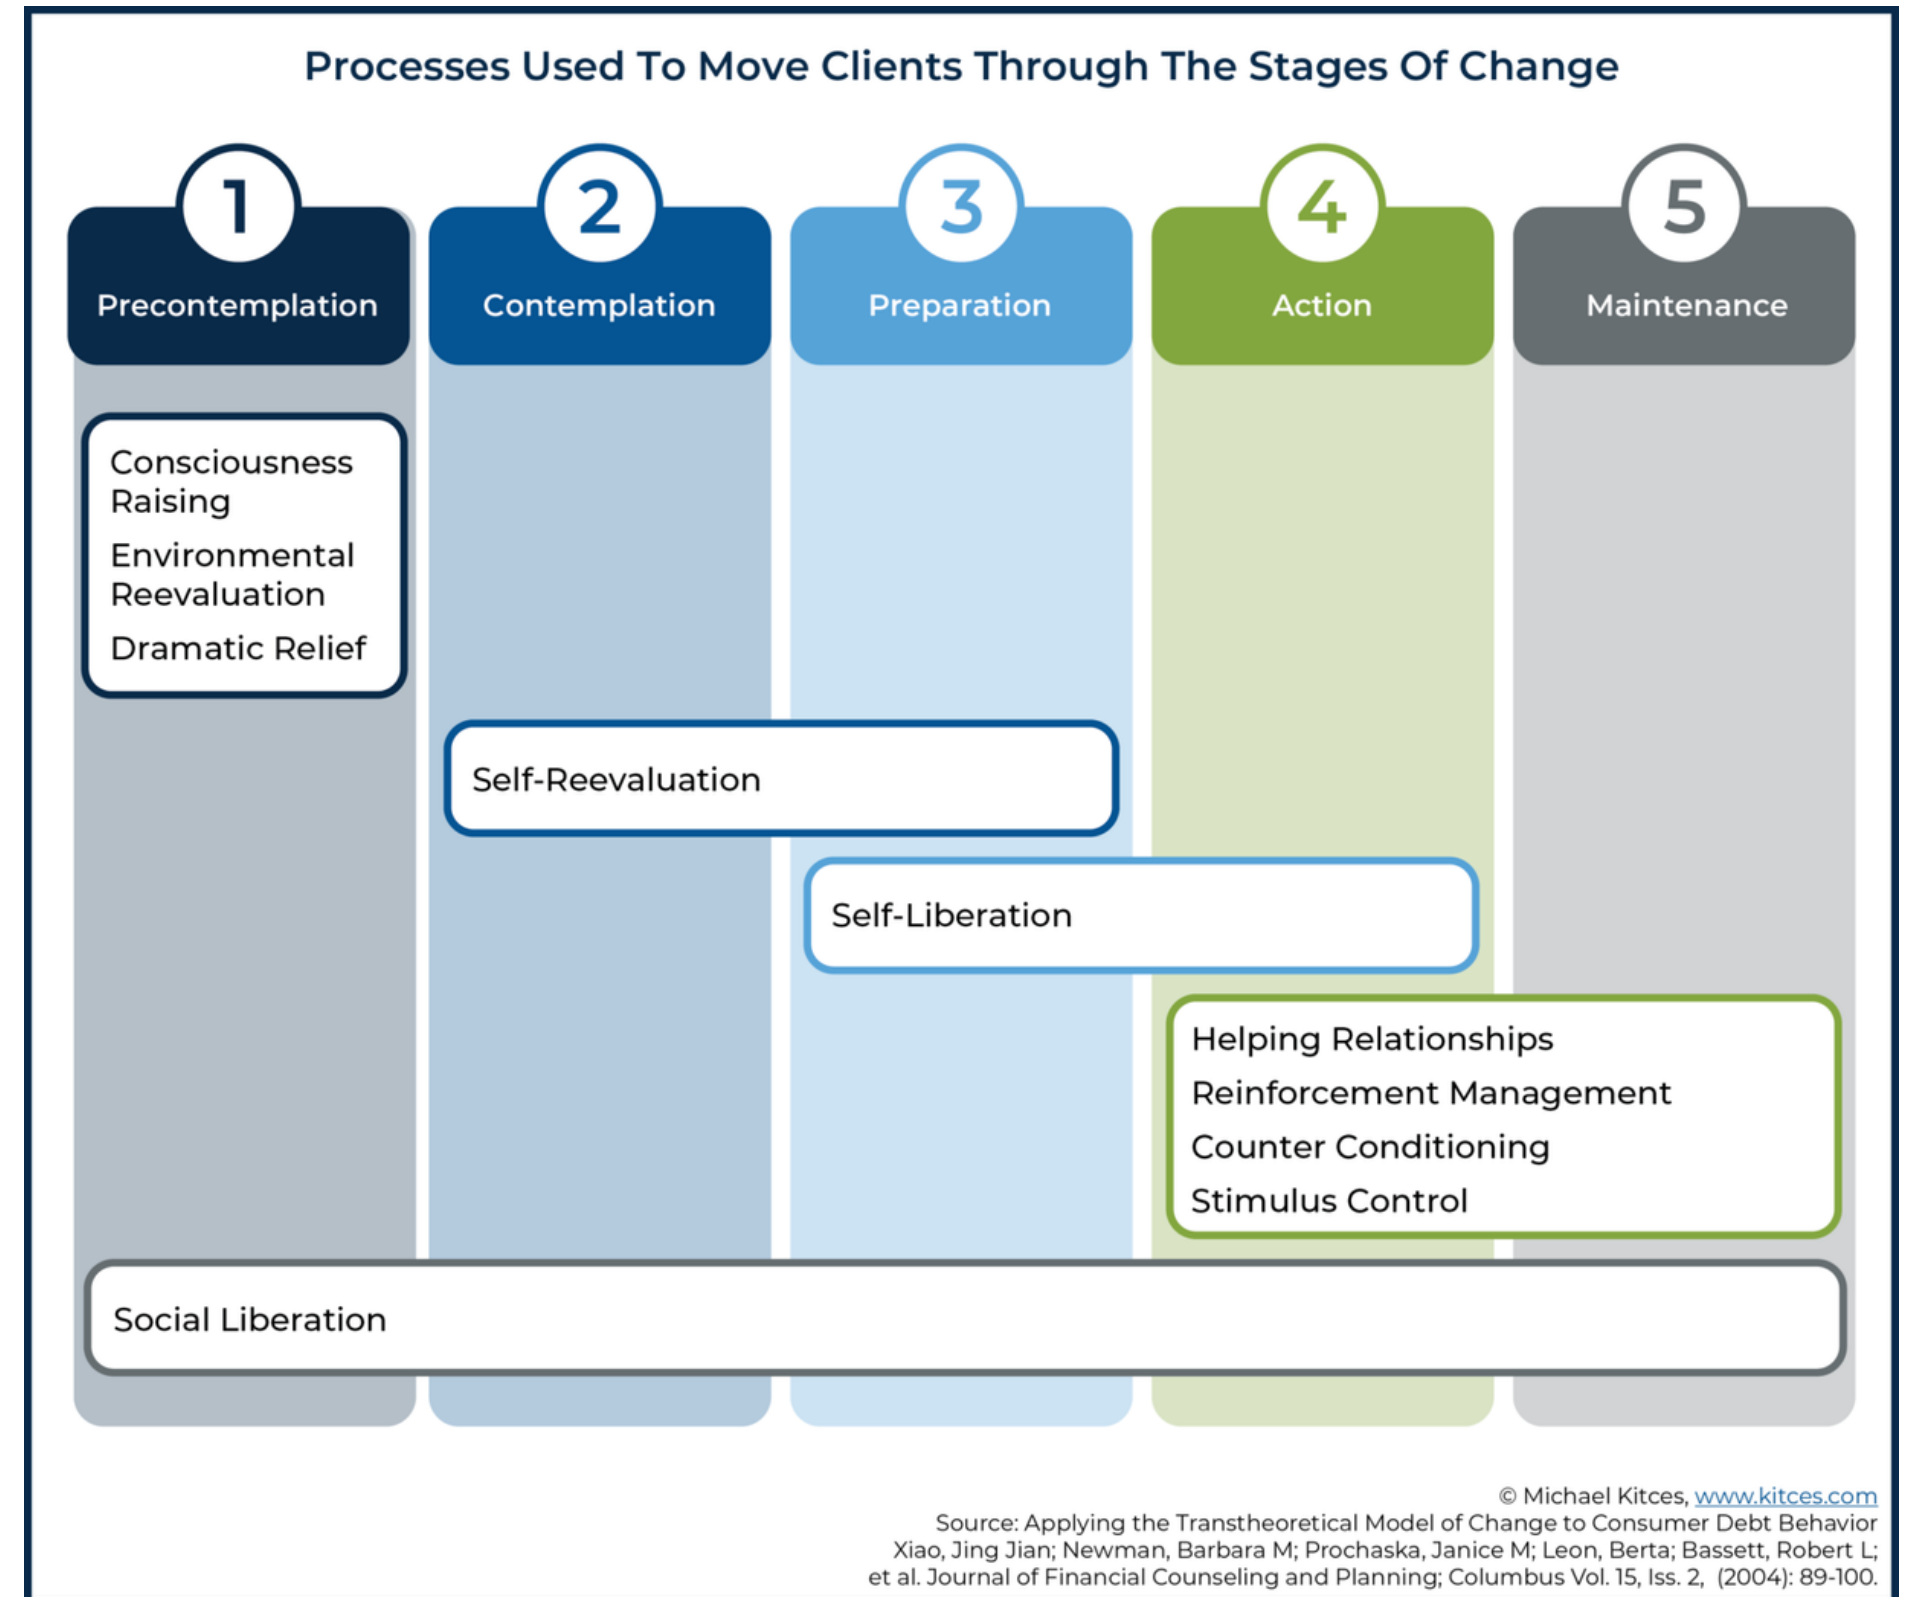 Processes Used To Move Clients Through The Stages Of Change
1
2
3
4
5
Precontemplation
Contemplation
Preparation
Action
Maintenance
Consciousness
Raising
Environmental
Reevaluation
Dramatic Relief
Self-Reevaluation
Self-Liberation
Helping Relationships
Reinforcement Management
Counter Conditioning
Stimulus Control
Social Liberation
© Michael Kitces, www.kitces.com
Source: Applying the Transtheoretical Model of Change to Consumer Debt Behavior
Xiao, Jing Jian; Newman, Barbara M; Prochaska, Janice M; Leon, Berta; Bassett, Robert L;
et al. Journal of Financial Counseling and Planning; Columbus Vol. 15, Iss. 2, (2004): 89-100.